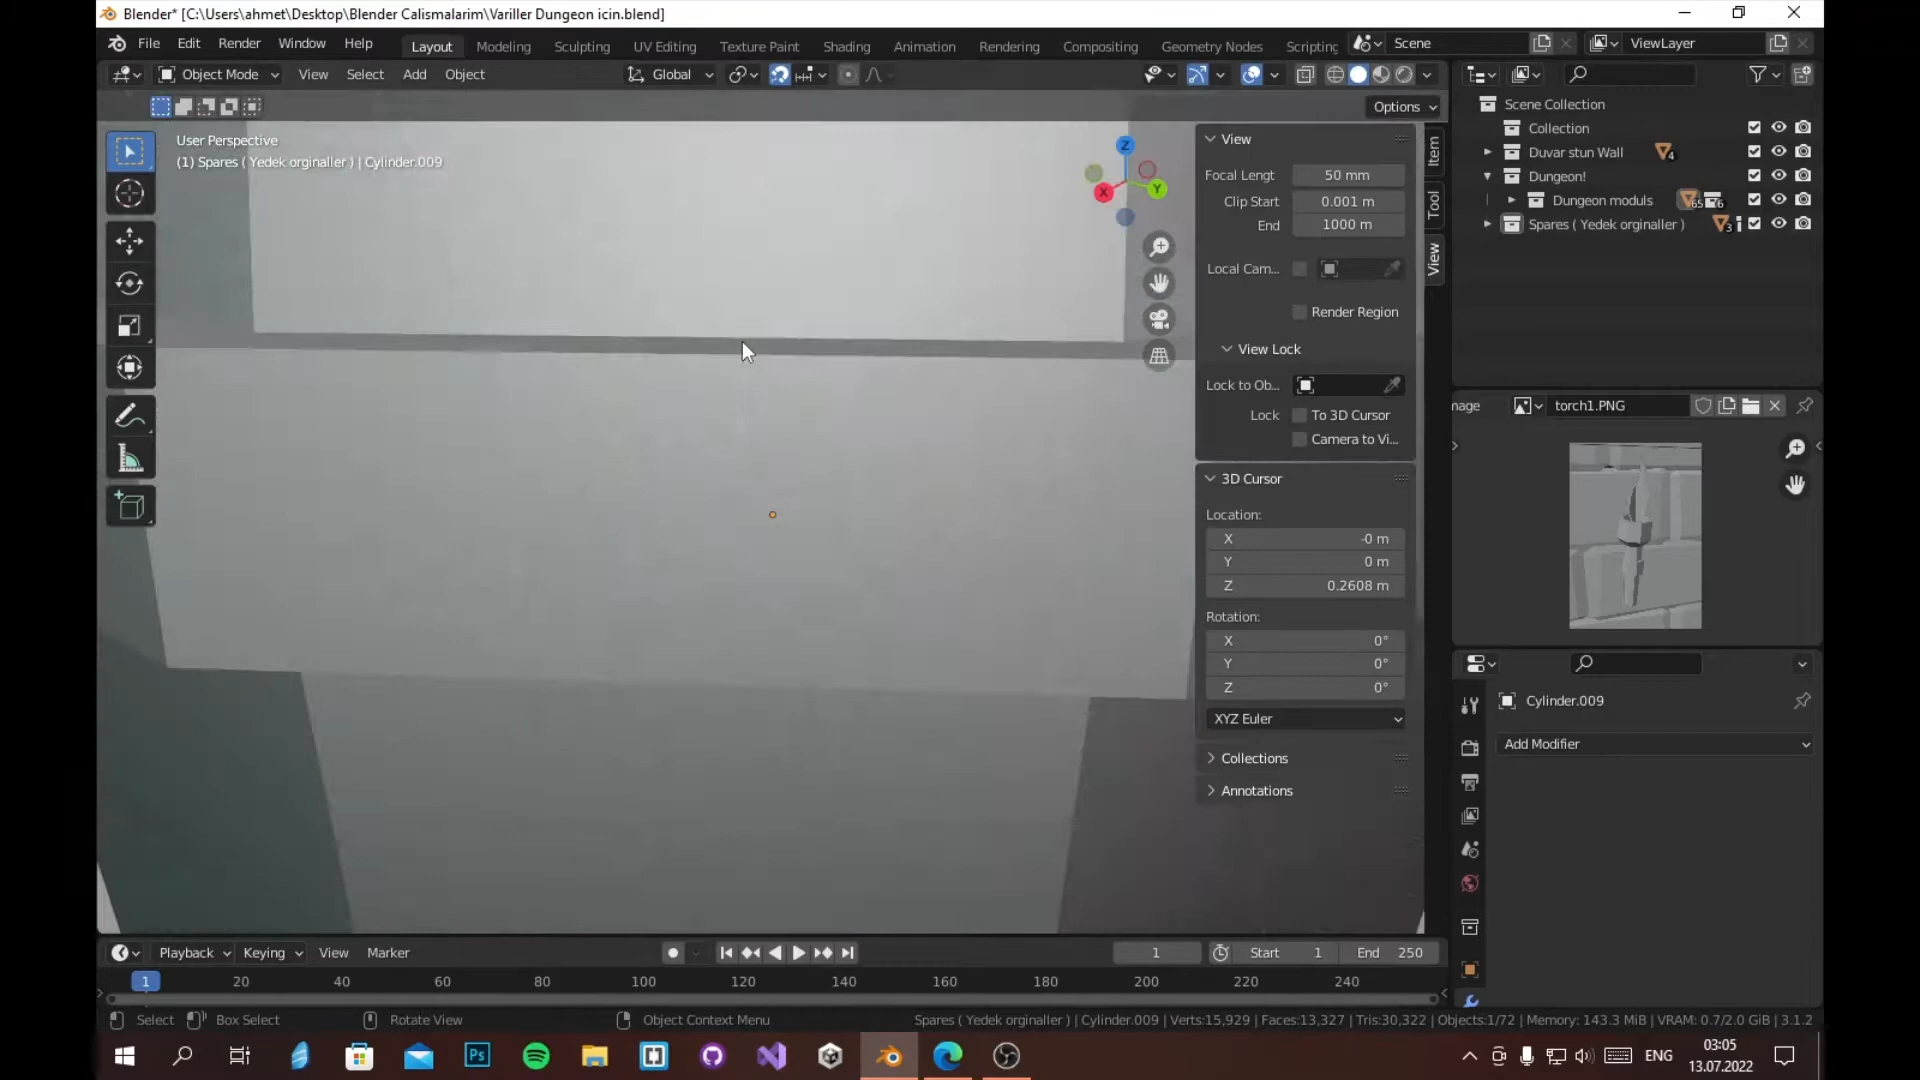 Blender* [C:\Users\ahmet\Desktop\Blender Calismalarim\Variller Dungeon icin.blend]
File Edit Render Window Help Layout Modeling Sculpting UV Editing Texture Paint Shading Animation Rendering Compositing Geometry Nodes Scripting Scene ViewLayer
Object Mode View Select Add Object Global
Options
User Perspective
(1) Spares ( Yedek orginaller ) | Cylinder.009
Z
X
Y
View
Focal Lengt 50 mm
Clip Start 0.001 m
End 1000 m
Local Cam...
Render Region
View Lock
Lock to Ob...
Lock To 3D Cursor
Camera to Vi...
3D Cursor
Location:
X -0 m
Y 0 m
Z 0.2608 m
Rotation:
X 0°
Y 0°
Z 0°
XYZ Euler
Collections
Annotations
Item
Tool
View
Scene Collection
Collection
Duvar stun Wall 4
Dungeon!
Dungeon moduls 65 6
Spares ( Yedek orginaller ) 3
mage torch1.PNG
Cylinder.009
Add Modifier
Playback Keying View Marker 1 Start 1 End 250
1 20 40 60 80 100 120 140 160 180 200 220 240
Select Box Select Rotate View Object Context Menu Spares ( Yedek orginaller ) | Cylinder.009 | Verts:15,929 | Faces:13,327 | Tris:30,322 | Objects:1/72 | Memory: 143.3 MiB | VRAM: 0.7/2.0 GiB | 3.1.2
Ps
ENG
03:05
13.07.2022